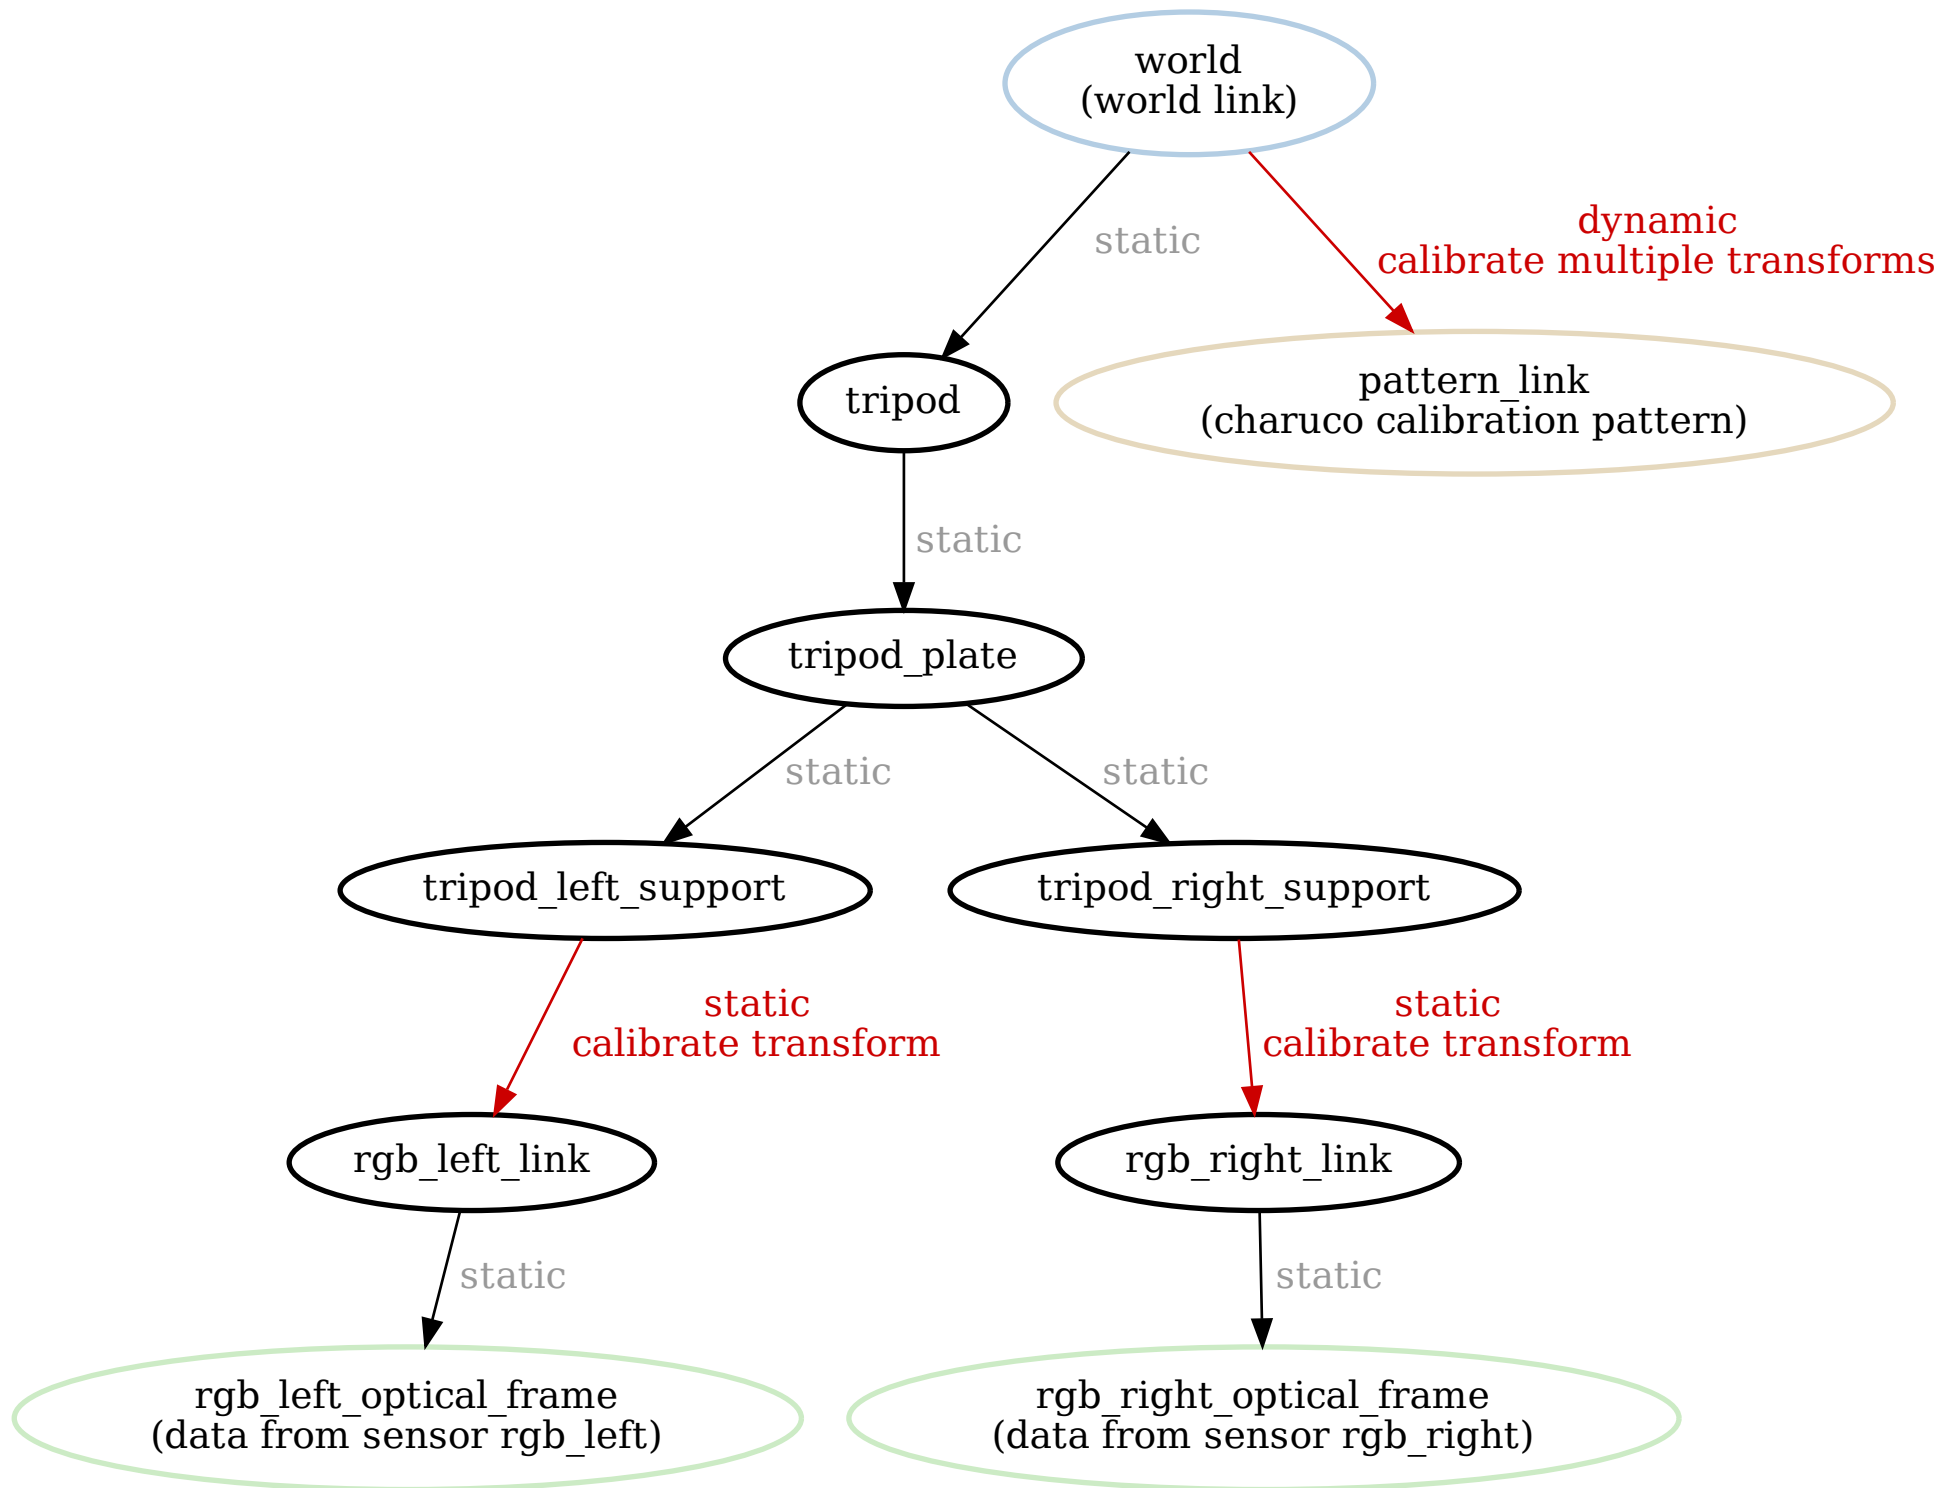 world
(world link)
static
dynamic
calibrate multiple transforms
tripod
pattern_link
(charuco calibration pattern)
static
tripod_plate
static
static
tripod_left_support
tripod_right_support
static
calibrate transform
static
calibrate transform
rgb_left_link
rgb_right_link
static
static
rgb_left_optical_frame
(data from sensor rgb_left)
rgb_right_optical_frame
(data from sensor rgb_right)